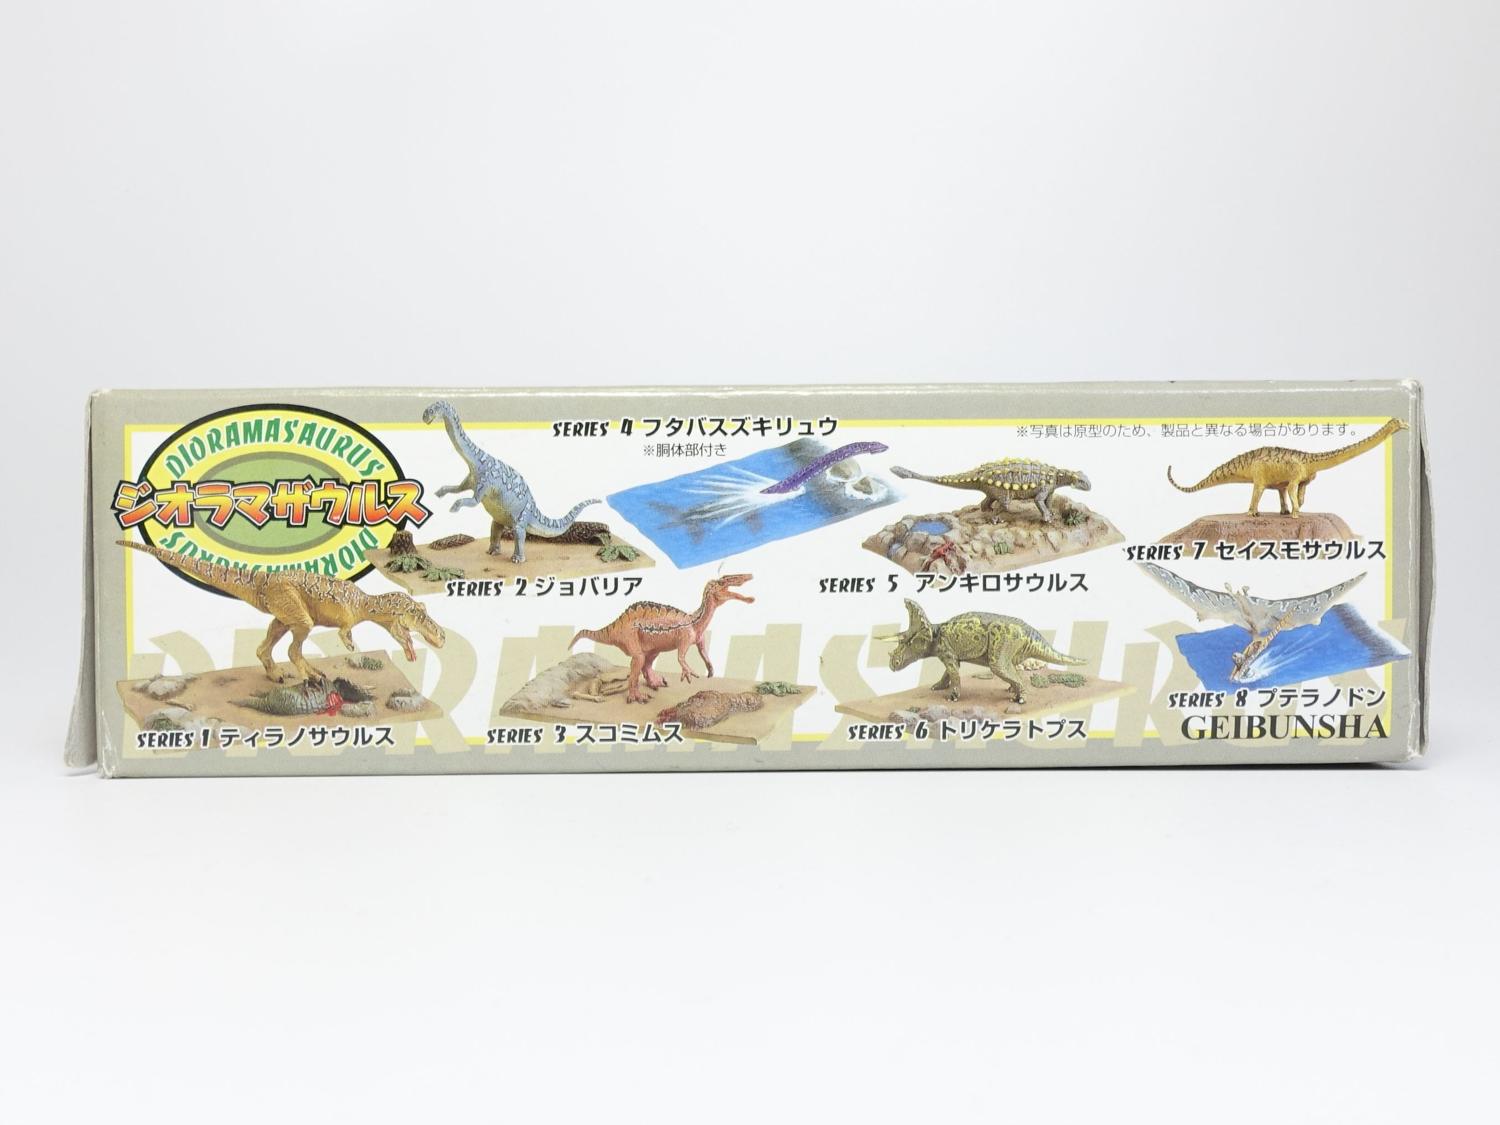 DIORAMASAURUS
ジオラマザウルス
DIORAMASAURUS
SERIES 4 フタバスズキリュウ
※胴体部付き
※写真は原型のため、製品と異なる場合があります。
SERIES 2 ジョバリア
SERIES 5 アンキロサウルス
SERIES 7 セイスモサウルス
SERIES 1 ティラノサウルス
SERIES 3 スコミムス
SERIES 6 トリケラトプス
SERIES 8 プテラノドン
GEIBUNSHA
DIORAMASAURUS